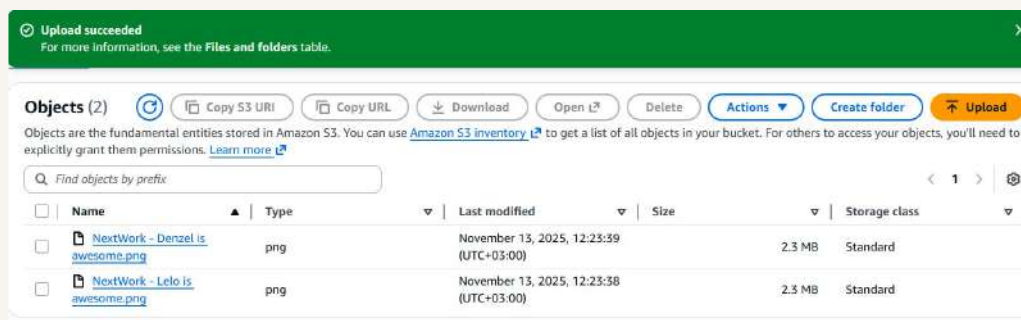 Upload succeeded
For more information, see the Files and folders table.
Objects (2)
Copy S3 URI
Copy URL
Download
Open
Delete
Actions
Create folder
Upload
Objects are the fundamental entities stored in Amazon S3. You can use Amazon S3 inventory to get a list of all objects in your bucket. For others to access your objects, you'll need to
explicitly grant them permissions. Learn more
Find objects by prefix
1
Name
Type
Last modified
Size
Storage class
NextWork - Denzel is
awesome.png
png
November 13, 2025, 12:23:39
(UTC+03:00)
2.3 MB
Standard
NextWork - Lelo is
awesome.png
png
November 13, 2025, 12:23:38
(UTC+03:00)
2.3 MB
Standard